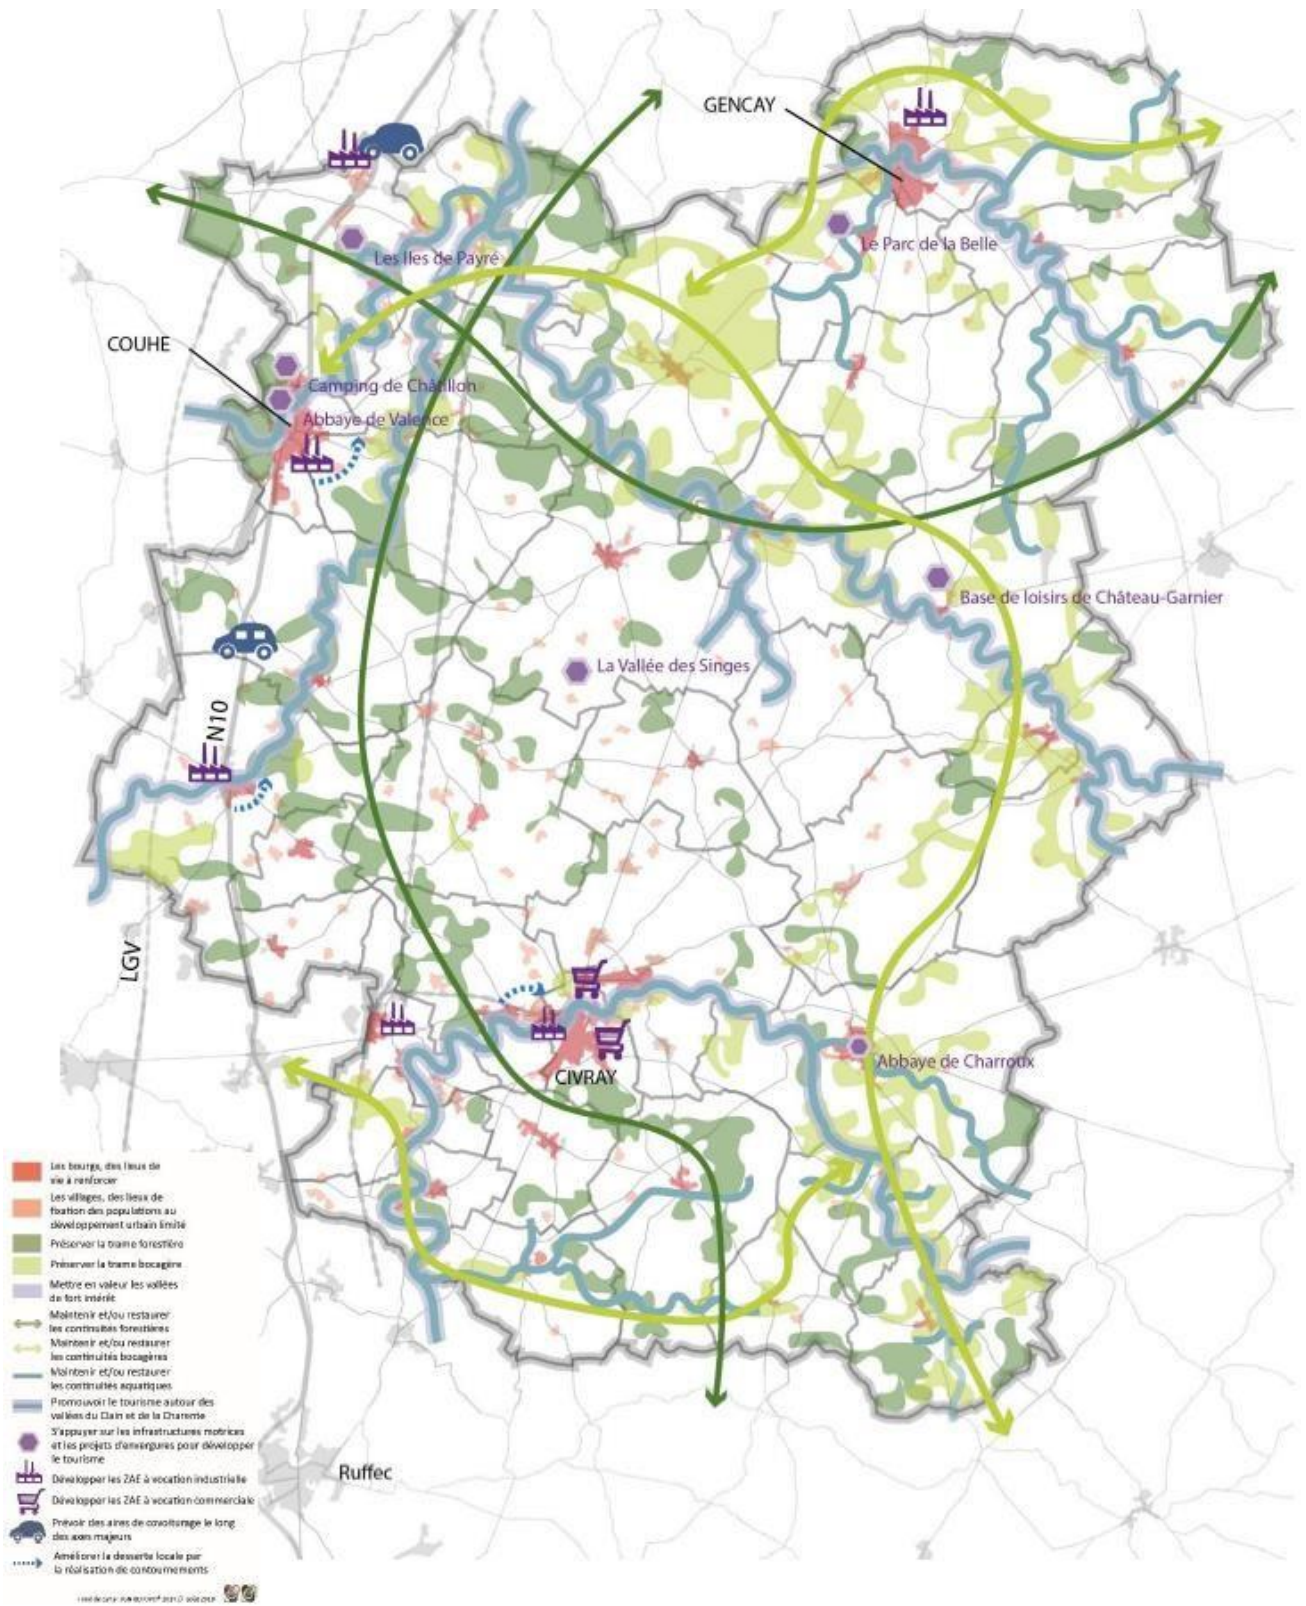 GENCAY
Le Parc de la Belle
Les Iles de Payré
COUHE
Camping de Châtillon
Abbaye de Valence
Base de loisirs de Château-Garnier
La Vallée des Singes
N10
LGV
Abbaye de Charroux
CIVRAY
Ruffec
Les bourgs, des lieux de
vie à renforcer
Les villages, des lieux de
fixation des populations au
développement urbain limité
Préserver la trame forestière
Préserver la trame bocagère
Mettre en valeur les vallées
de fort intérêt
Maintenir et/ou restaurer
les continuités forestières
Maintenir et/ou restaurer
les continuités bocagères
Maintenir et/ou restaurer
les continuités aquatiques
Promouvoir le tourisme autour des
vallées du Clain et de la Charente
S'appuyer sur les infrastructures motrices
et les projets d'envergures pour développer
le tourisme
Développer les ZAE à vocation industrielle
Développer les ZAE à vocation commerciale
Prévoir des aires de covoiturage le long
des axes majeurs
Améliorer la desserte locale par
la réalisation de contournements